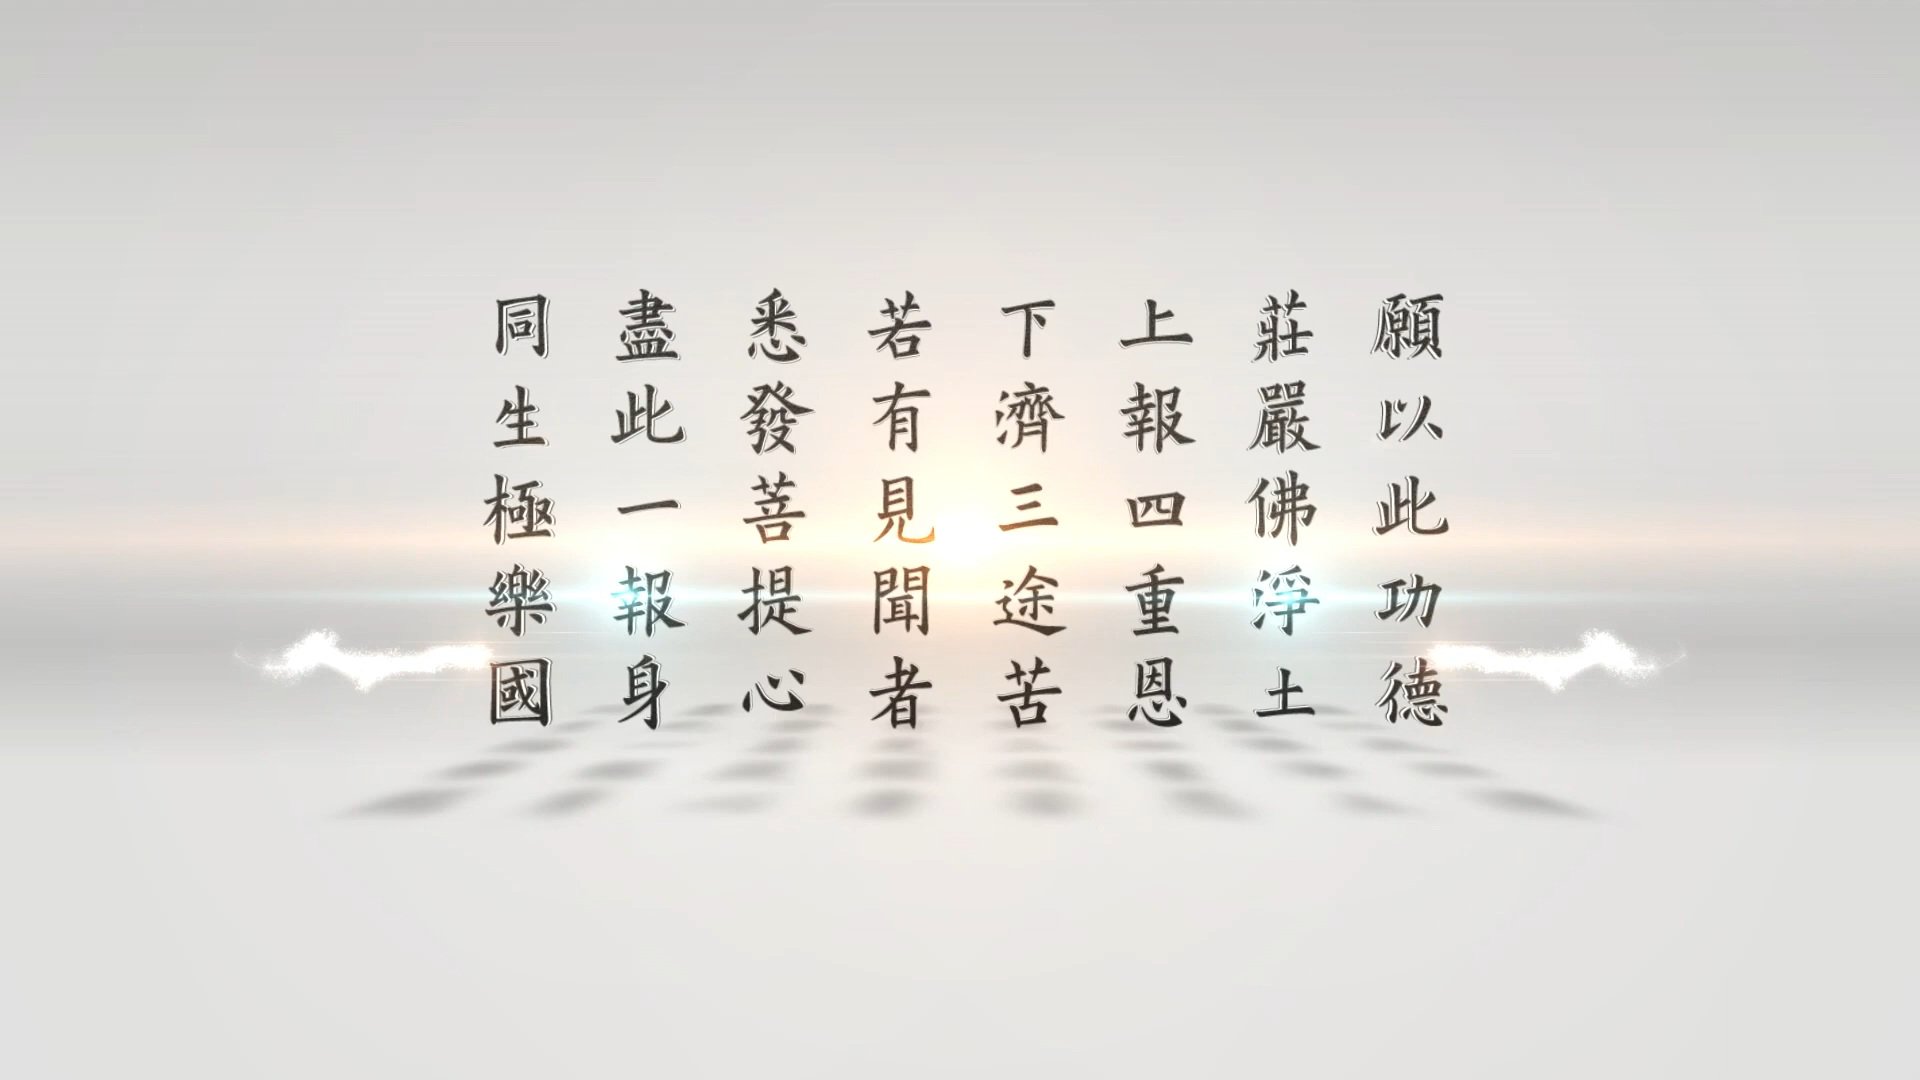 願以此功德
莊嚴佛淨土
上報四重恩
下濟三途苦
若有見聞者
悉發菩提心
盡此一報身
同生極樂國